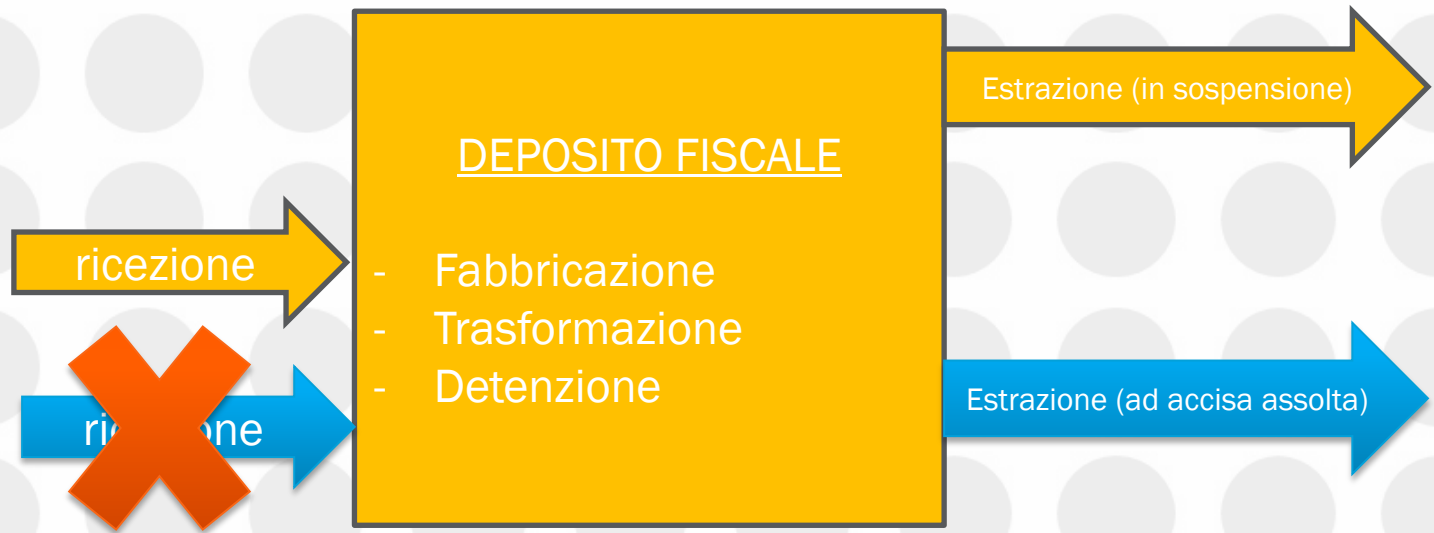 Estrazione (in sospensione)
DEPOSITO FISCALE
ricezione
- Fabbricazione
- Trasformazione
- Detenzione
Estrazione (ad accisa assolta)